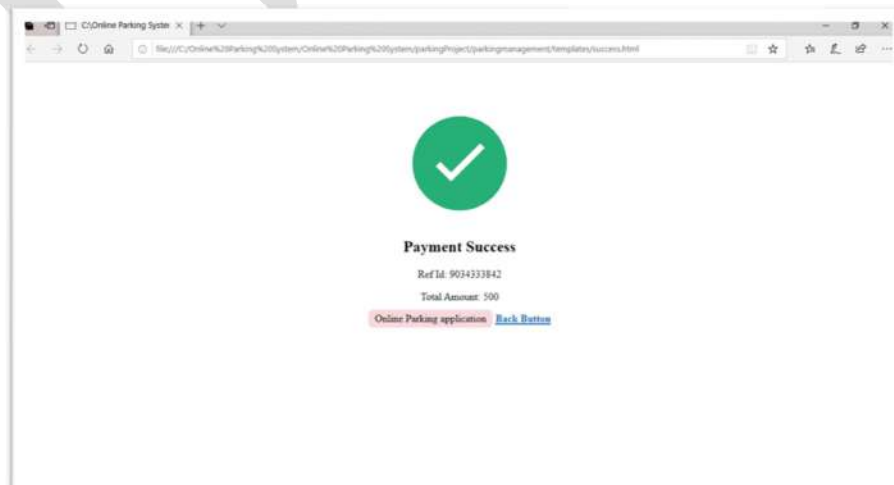 C:\Online Parking Syster
file:///C:/Online%20Parking%20System/Online%20Parking%20system/parkingProject/parkingmanagement/templates/success.html
Payment Success
Ref Id: 9034333842
Total Amount: 500
Online Parking application Back Button